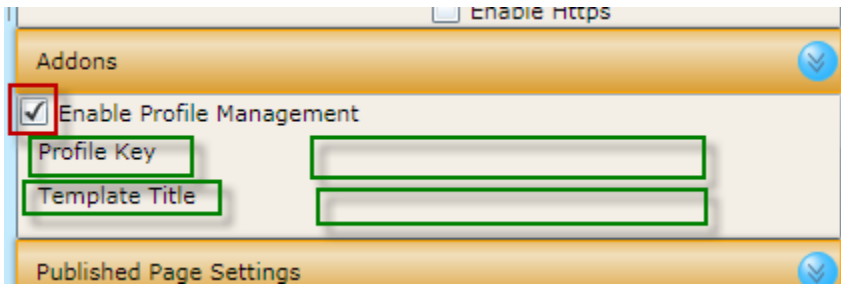 Enable Https
Addons
Enable Profile Management
Profile Key
Template Title
Published Page Settings